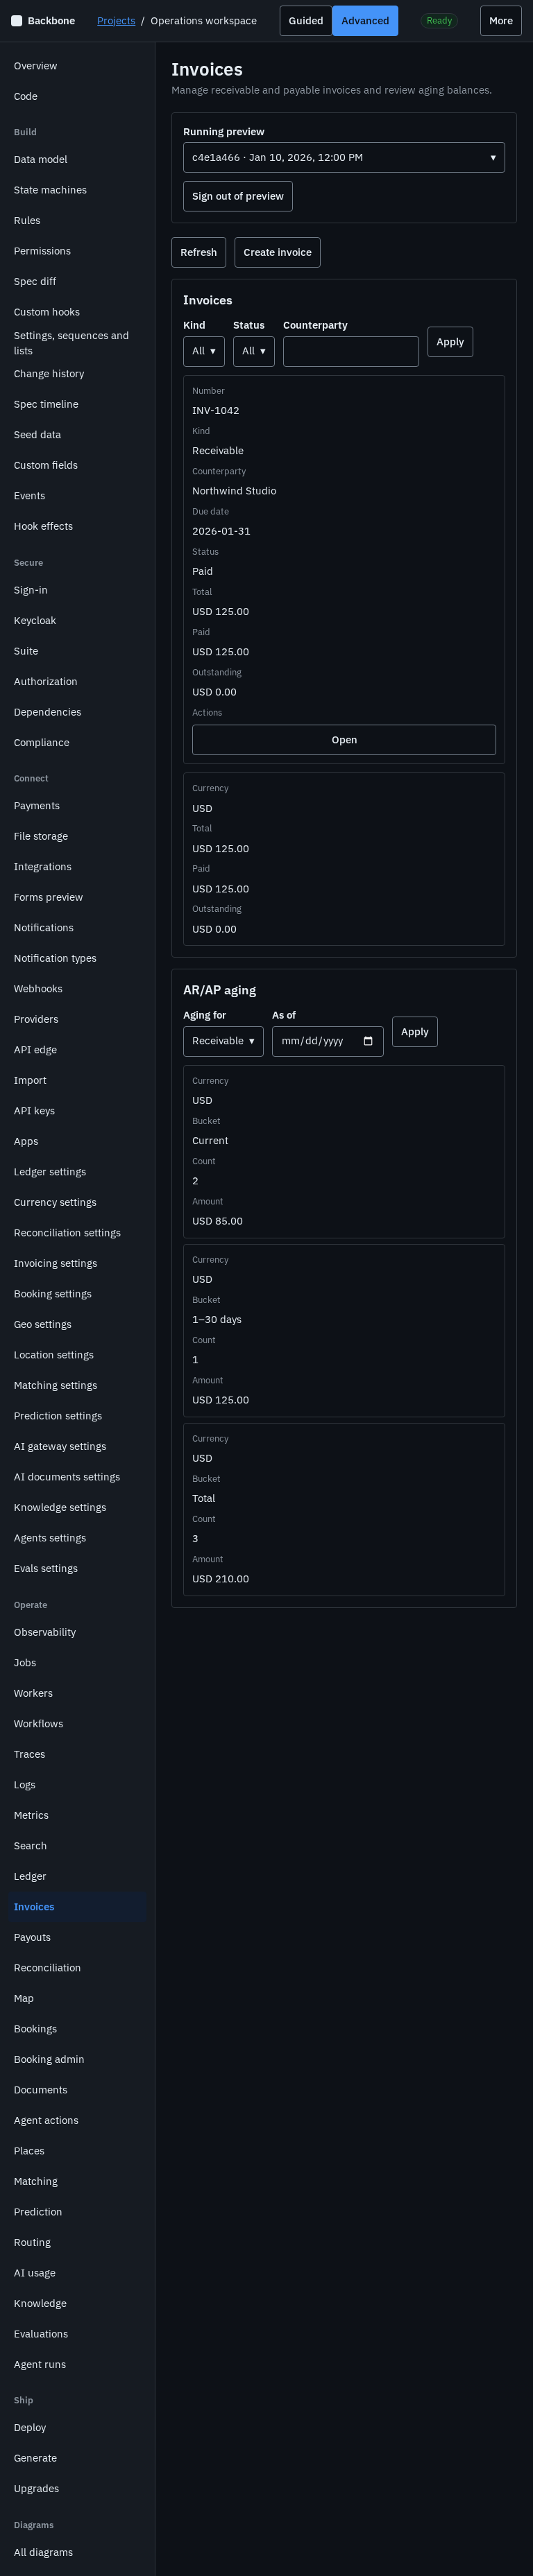 Backbone
Projects / Operations workspace
Guided
Advanced
Ready
More
Overview
Code
Build
Data model
State machines
Rules
Permissions
Spec diff
Custom hooks
Settings, sequences and
lists
Change history
Spec timeline
Seed data
Custom fields
Events
Hook effects
Secure
Sign-in
Keycloak
Suite
Authorization
Dependencies
Compliance
Connect
Payments
File storage
Integrations
Forms preview
Notifications
Notification types
Webhooks
Providers
API edge
Import
API keys
Apps
Ledger settings
Currency settings
Reconciliation settings
Invoicing settings
Booking settings
Geo settings
Location settings
Matching settings
Prediction settings
AI gateway settings
AI documents settings
Knowledge settings
Agents settings
Evals settings
Operate
Observability
Jobs
Workers
Workflows
Traces
Logs
Metrics
Search
Ledger
Invoices
Payouts
Reconciliation
Map
Bookings
Booking admin
Documents
Agent actions
Places
Matching
Prediction
Routing
AI usage
Knowledge
Evaluations
Agent runs
Ship
Deploy
Generate
Upgrades
Diagrams
All diagrams
Invoices
Manage receivable and payable invoices and review aging balances.
Running preview
c4e1a466 · Jan 10, 2026, 12:00 PM
Sign out of preview
Refresh
Create invoice
Invoices
Kind
Status
Counterparty
All
All
Apply
Number
INV-1042
Kind
Receivable
Counterparty
Northwind Studio
Due date
2026-01-31
Status
Paid
Total
USD 125.00
Paid
USD 125.00
Outstanding
USD 0.00
Actions
Open
Currency
USD
Total
USD 125.00
Paid
USD 125.00
Outstanding
USD 0.00
AR/AP aging
Aging for
As of
Receivable
mm/dd/yyyy
Apply
Currency
USD
Bucket
Current
Count
2
Amount
USD 85.00
Currency
USD
Bucket
1–30 days
Count
1
Amount
USD 125.00
Currency
USD
Bucket
Total
Count
3
Amount
USD 210.00